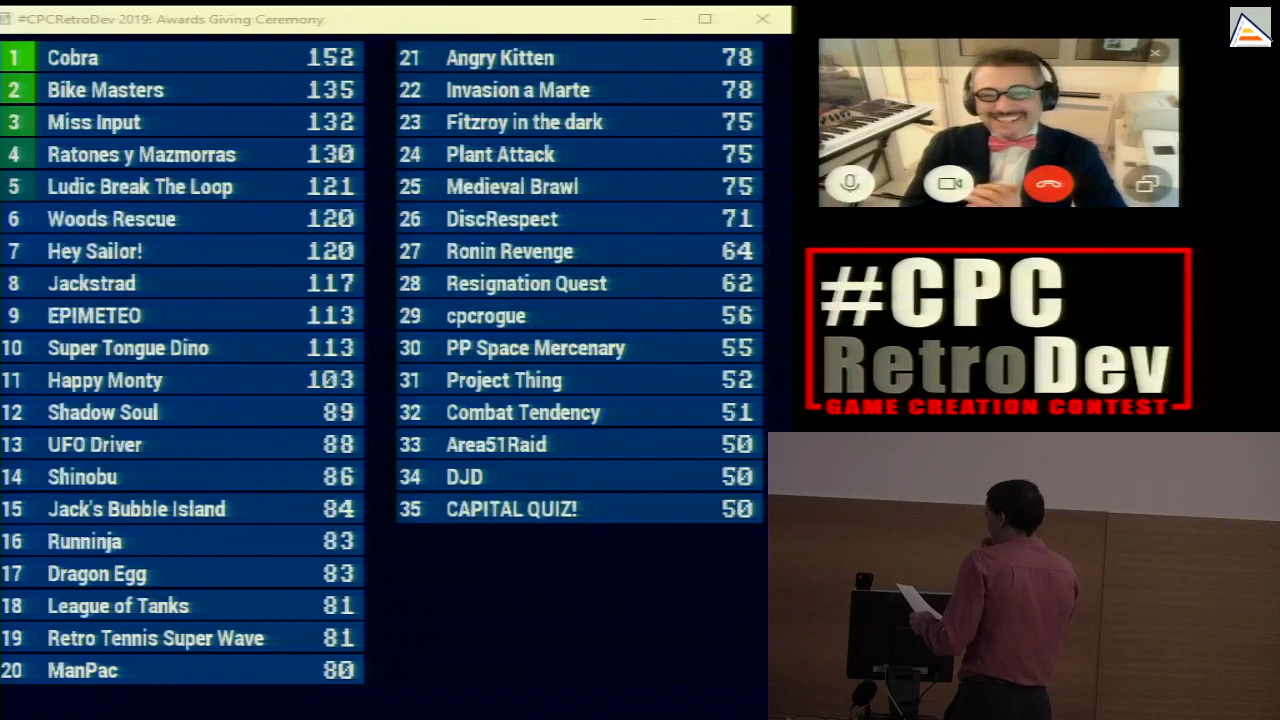 #CPCRetroDev 2019: Awards Giving Ceremony
1 Cobra 152
2 Bike Masters 135
3 Miss Input 132
4 Ratones y Mazmorras 130
5 Ludic Break The Loop 121
6 Woods Rescue 120
7 Hey Sailor! 120
8 Jackstrad 117
9 EPIMETEO 113
10 Super Tongue Dino 113
11 Happy Monty 103
12 Shadow Soul 89
13 UFO Driver 88
14 Shinobu 86
15 Jack's Bubble Island 84
16 Runninja 83
17 Dragon Egg 83
18 League of Tanks 81
19 Retro Tennis Super Wave 81
20 ManPac 80
21 Angry Kitten 78
22 Invasion a Marte 78
23 Fitzroy in the dark 75
24 Plant Attack 75
25 Medieval Brawl 75
26 DiscRespect 71
27 Ronin Revenge 64
28 Resignation Quest 62
29 cpcrogue 56
30 PP Space Mercenary 55
31 Project Thing 52
32 Combat Tendency 51
33 Area51Raid 50
34 DJD 50
35 CAPITAL QUIZ! 50
#CPC
RetroDev
GAME CREATION CONTEST